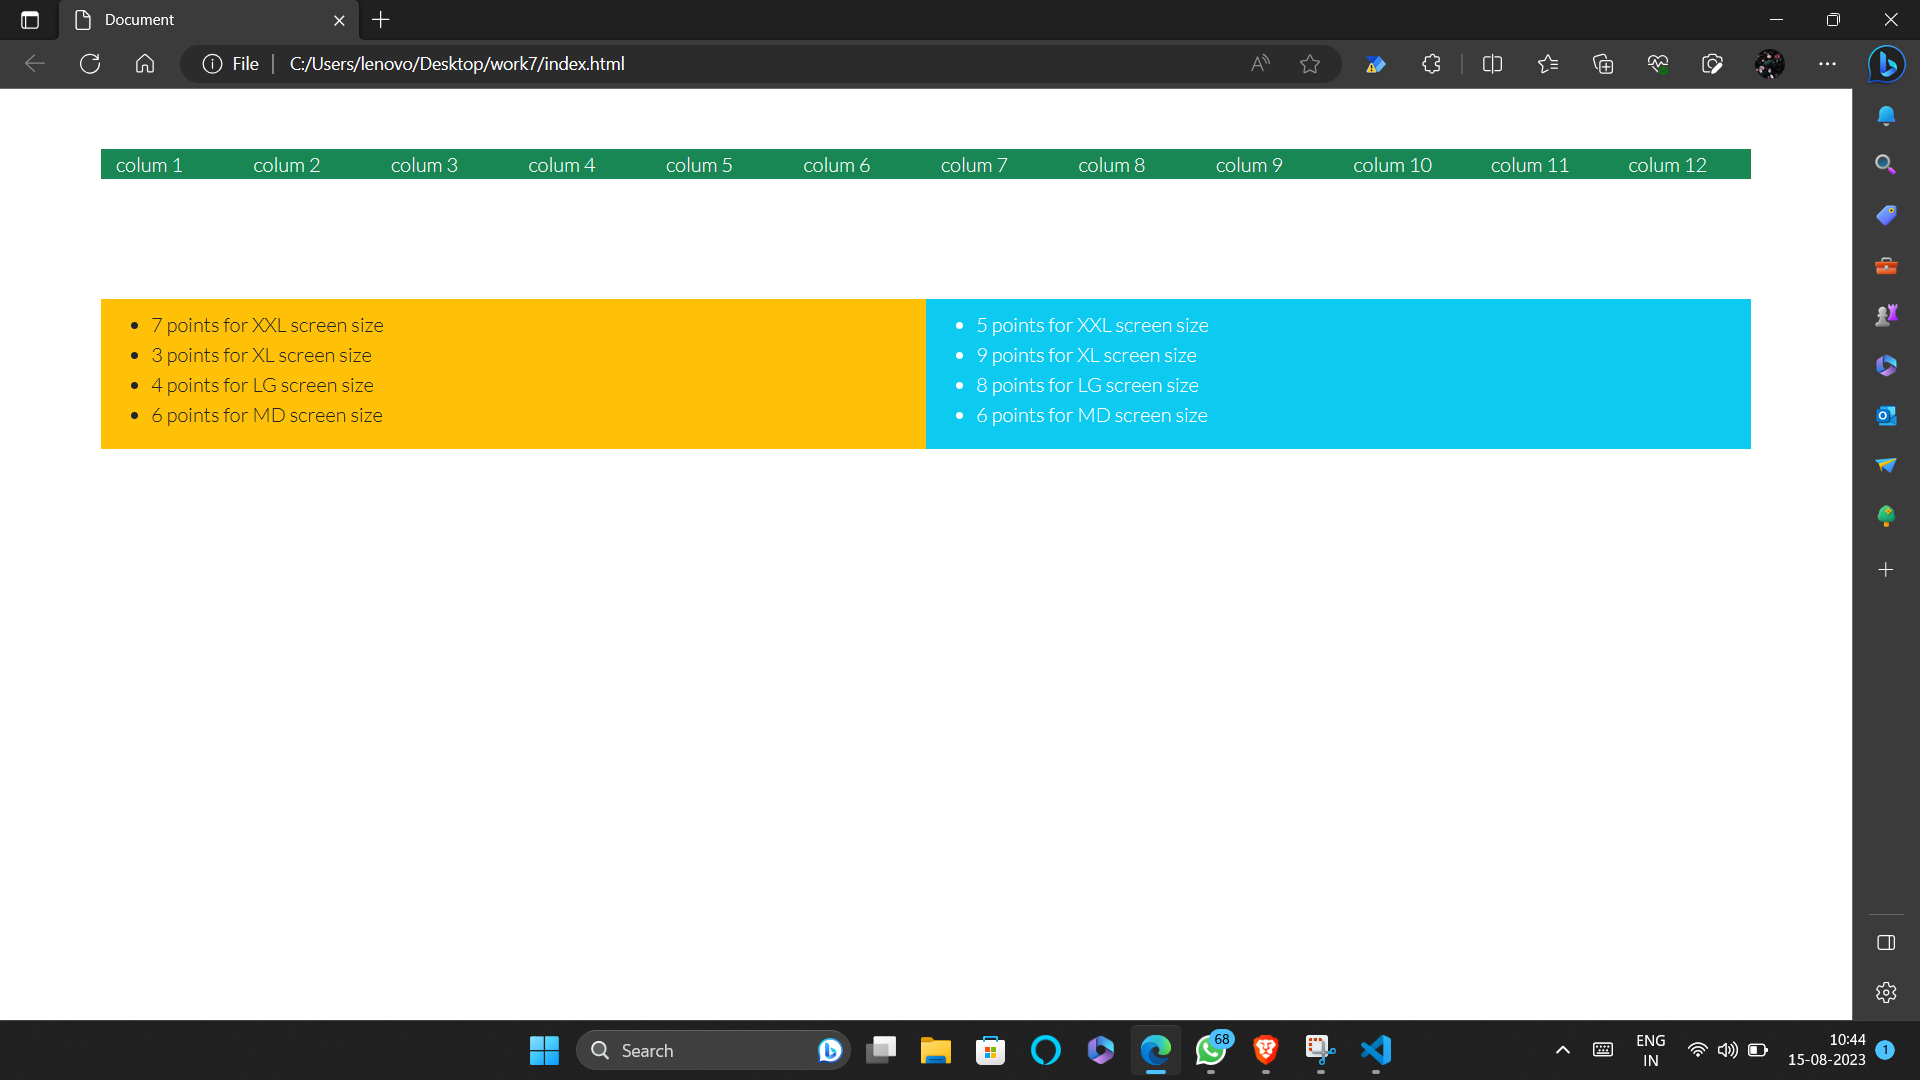 Document
File
C:/Users/lenovo/Desktop/work7/index.html
colum 1 colum 2 colum 3 colum 4 colum 5 colum 6 colum 7 colum 8 colum 9 colum 10 colum 11 colum 12
7 points for XXL screen size
3 points for XL screen size
4 points for LG screen size
6 points for MD screen size
5 points for XXL screen size
9 points for XL screen size
8 points for LG screen size
6 points for MD screen size
Search
68
ENG
IN
10:44
15-08-2023
1